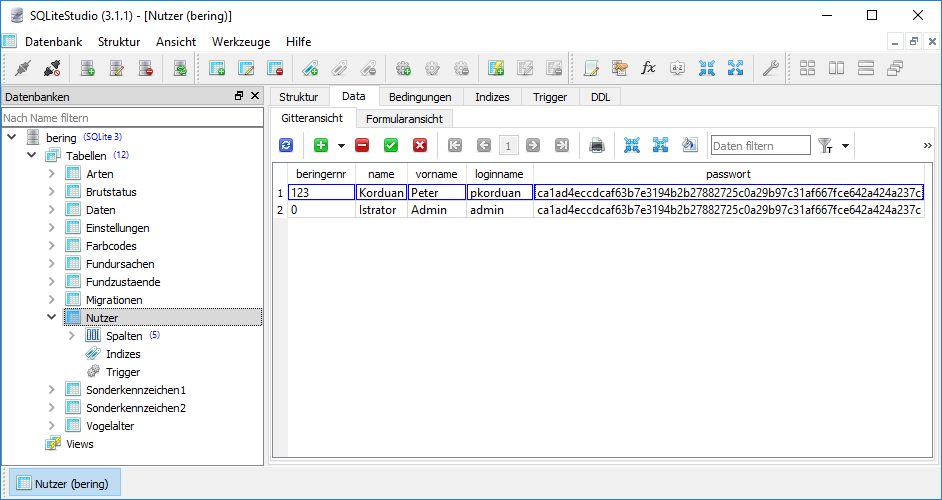 SQLiteStudio (3.1.1) - [Nutzer (bering)]
Datenbank Struktur Ansicht Werkzeuge Hilfe
Datenbanken
Nach Name filtern
bering (SQLite 3)
Tabellen (12)
Arten
Brutstatus
Daten
Einstellungen
Farbcodes
Fundursachen
Fundzustaende
Migrationen
Nutzer
Spalten (5)
Indizes
Trigger
Sonderkennzeichen1
Sonderkennzeichen2
Vogelalter
Views
Struktur Data Bedingungen Indizes Trigger DDL
Gitteransicht Formularansicht
1 Daten filtern
beringernr name vorname loginname passwort
1 123 Korduan Peter pkorduan ca1ad4eccdcaf63b7e3194b2b27882725c0a29b97c31af667fce642a424a237c
2 0 Istrator Admin admin ca1ad4eccdcaf63b7e3194b2b27882725c0a29b97c31af667fce642a424a237c
Nutzer (bering)